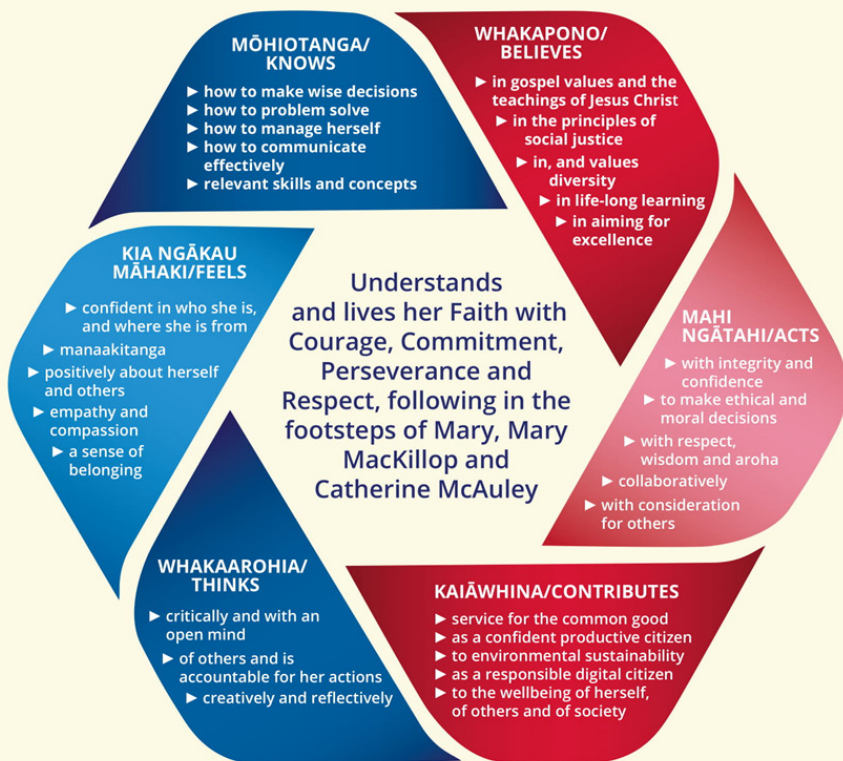 MŌHIOTANGA/
KNOWS
► how to make wise decisions
► how to problem solve
► how to manage herself
► how to communicate
effectively
► relevant skills and concepts
WHAKAPONO/
BELIEVES
► in gospel values and the
teachings of Jesus Christ
► in the principles of
social justice
► in, and values
diversity
► in life-long learning
► in aiming for
excellence
MAHI
NGĀTAHI/ACTS
► with integrity and
confidence
► to make ethical and
moral decisions
► with respect,
wisdom and aroha
► collaboratively
► with consideration
for others
KAIĀWHINA/CONTRIBUTES
► service for the common good
► as a confident productive citizen
► to environmental sustainability
► as a responsible digital citizen
► to the wellbeing of herself,
of others and of society
WHAKAAROHIA/
THINKS
► critically and with an
open mind
► of others and is
accountable for her actions
► creatively and reflectively
KIA NGĀKAU
MĀHAKI/FEELS
► confident in who she is,
and where she is from
► manaakitanga
► positively about herself
and others
► empathy and
compassion
► a sense of
belonging
Understands
and lives her Faith with
Courage, Commitment,
Perseverance and
Respect, following in the
footsteps of Mary, Mary
MacKillop and
Catherine McAuley